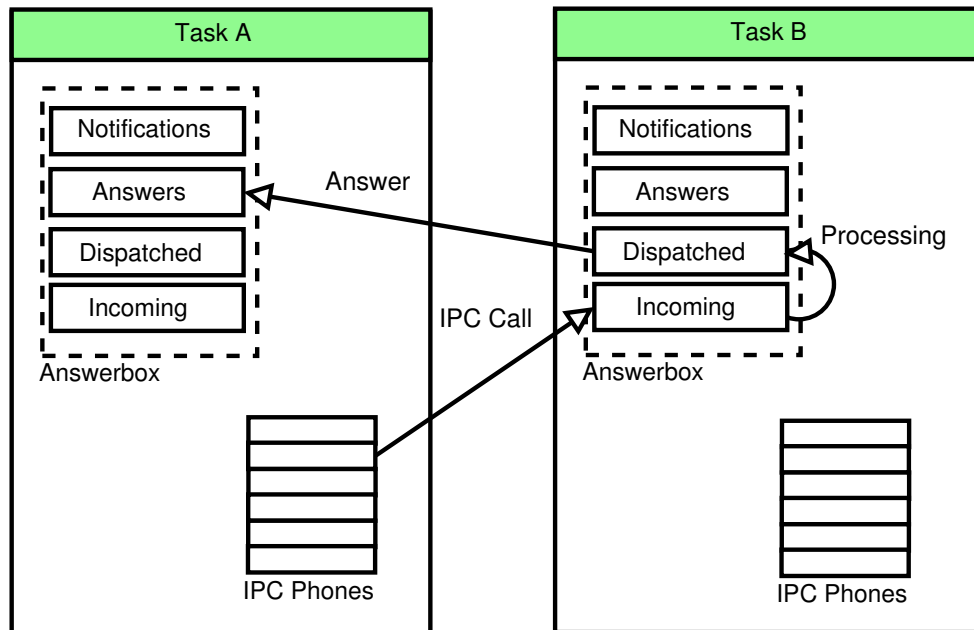 Task A
Notifications
Answers
Dispatched
Incoming
Answerbox
IPC Phones
Answer
IPC Call
Task B
Notifications
Answers
Dispatched
Incoming
Processing
Answerbox
IPC Phones